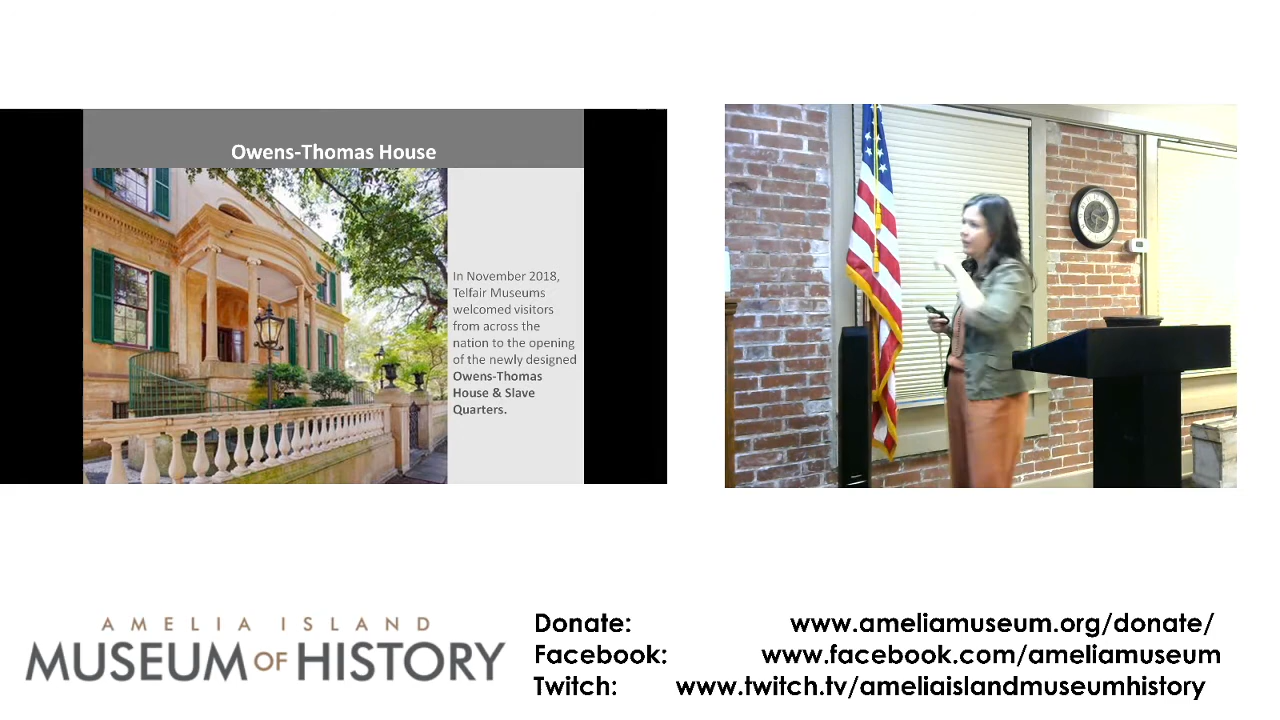 Owens-Thomas House
In November 2018,
Telfair Museums
welcomed visitors
from across the
nation to the opening
of the newly designed
Owens-Thomas
House & Slave
Quarters.
AMELIA ISLAND
MUSEUM OF HISTORY
Donate: www.ameliamuseum.org/donate/
Facebook: www.facebook.com/ameliamuseum
Twitch: www.twitch.tv/ameliaislandmuseumhistory